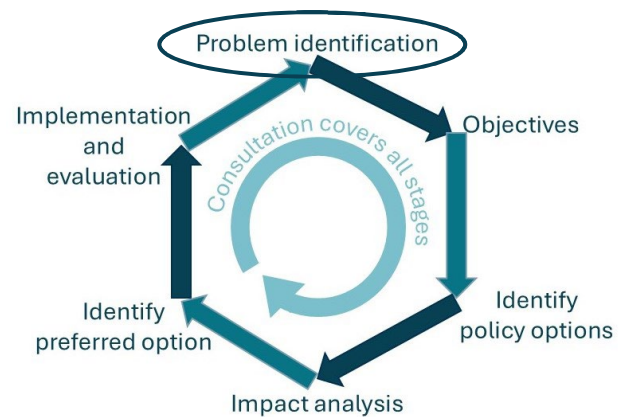 Problem identification
Objectives
Identify
policy options
Impact analysis
Identify
preferred option
Implementation
and
evaluation
Consultation covers all stages